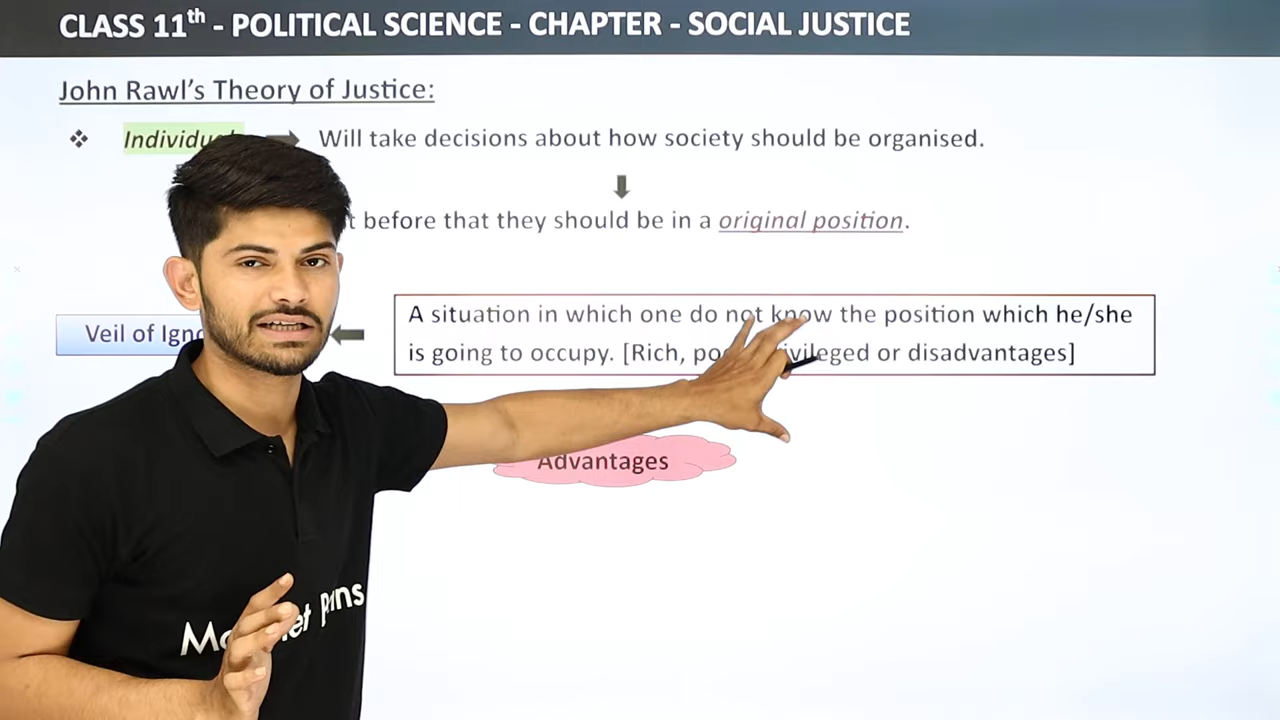 CLASS 11th - POLITICAL SCIENCE - CHAPTER - SOCIAL JUSTICE
John Rawl's Theory of Justice:
Will take decisions about how society should be organised.
before that they should be in a original position.
A situation in which one do not know the position which he/she
Veil of
is going to occupy. [Rich, or disadvantages]
Advantages